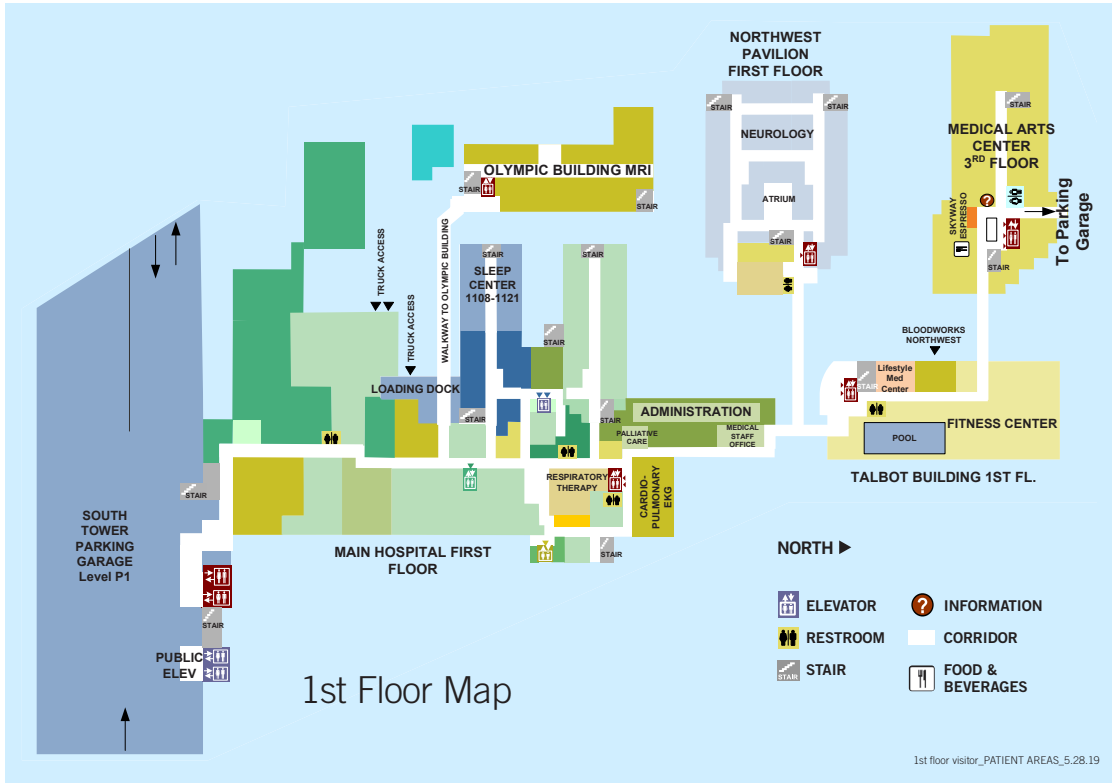 NORTHWEST
PAVILION
FIRST FLOOR
STAIR
STAIR
NEUROLOGY
ATRIUM
STAIR
STAIR
MEDICAL ARTS
CENTER
3RD FLOOR
SKYWAY
ESPRESSO
To Parking
Garage
STAIR
OLYMPIC BUILDING MRI
STAIR
STAIR
WALKWAY TO OLYMPIC BUILDING
TRUCK ACCESS
TRUCK ACCESS
LOADING DOCK
STAIR
SLEEP
CENTER
1108-1121
STAIR
STAIR
STAIR
STAIR
ADMINISTRATION
PALLIATIVE
CARE
MEDICAL
STAFF
OFFICE
BLOODWORKS
NORTHWEST
STAIR
Lifestyle
Med
Center
FITNESS CENTER
POOL
TALBOT BUILDING 1ST FL.
RESPIRATORY
THERAPY
CARDIO-
PULMONARY
EKG
STAIR
MAIN HOSPITAL FIRST
FLOOR
STAIR
SOUTH
TOWER
PARKING
GARAGE
Level P1
STAIR
PUBLIC
ELEV
1st Floor Map
NORTH
ELEVATOR
? INFORMATION
RESTROOM
CORRIDOR
STAIR
STAIR
FOOD &
BEVERAGES
?
1st floor visitor_PATIENT AREAS_5.28.19